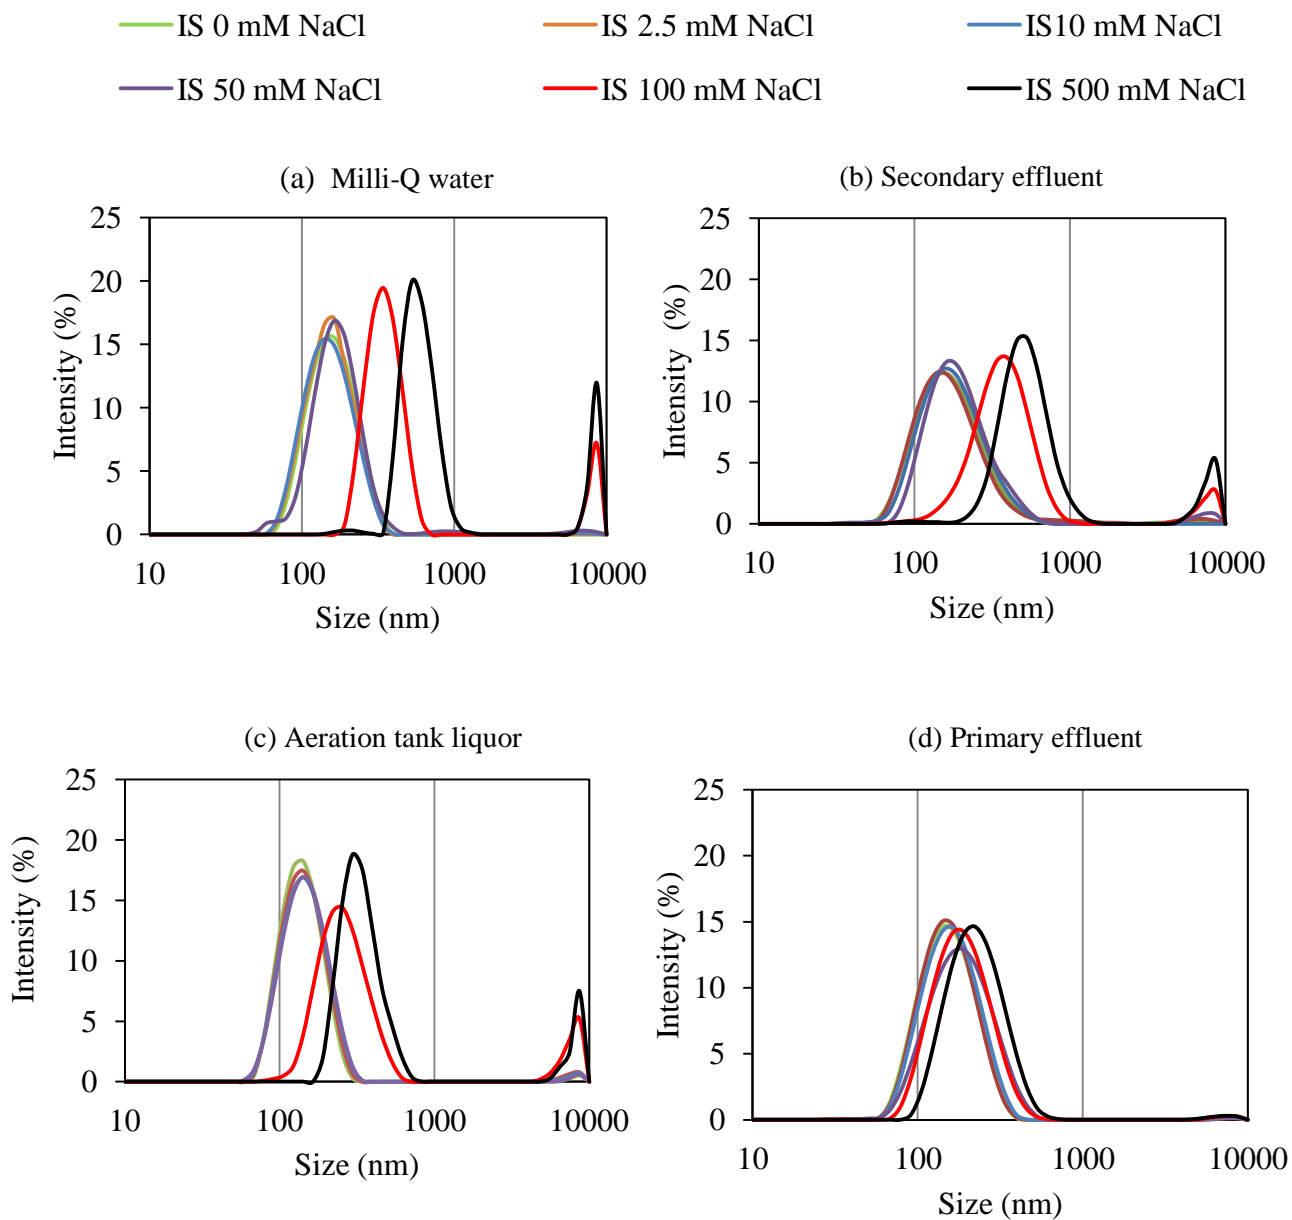 IS 0 mM NaCl IS 2.5 mM NaCl IS10 mM NaCl
IS 50 mM NaCl IS 100 mM NaCl IS 500 mM NaCl
(a) Milli-Q water
25
20
15
10
5
0
Intensity (%)
10 100 1000 10000
Size (nm)
(b) Secondary effluent
25
20
15
10
5
0
Intensity (%)
10 100 1000 10000
Size (nm)
(c) Aeration tank liquor
25
20
15
10
5
0
Intensity (%)
10 100 1000 10000
Size (nm)
(d) Primary effluent
25
20
15
10
5
0
Intensity (%)
10 100 1000 10000
Size (nm)